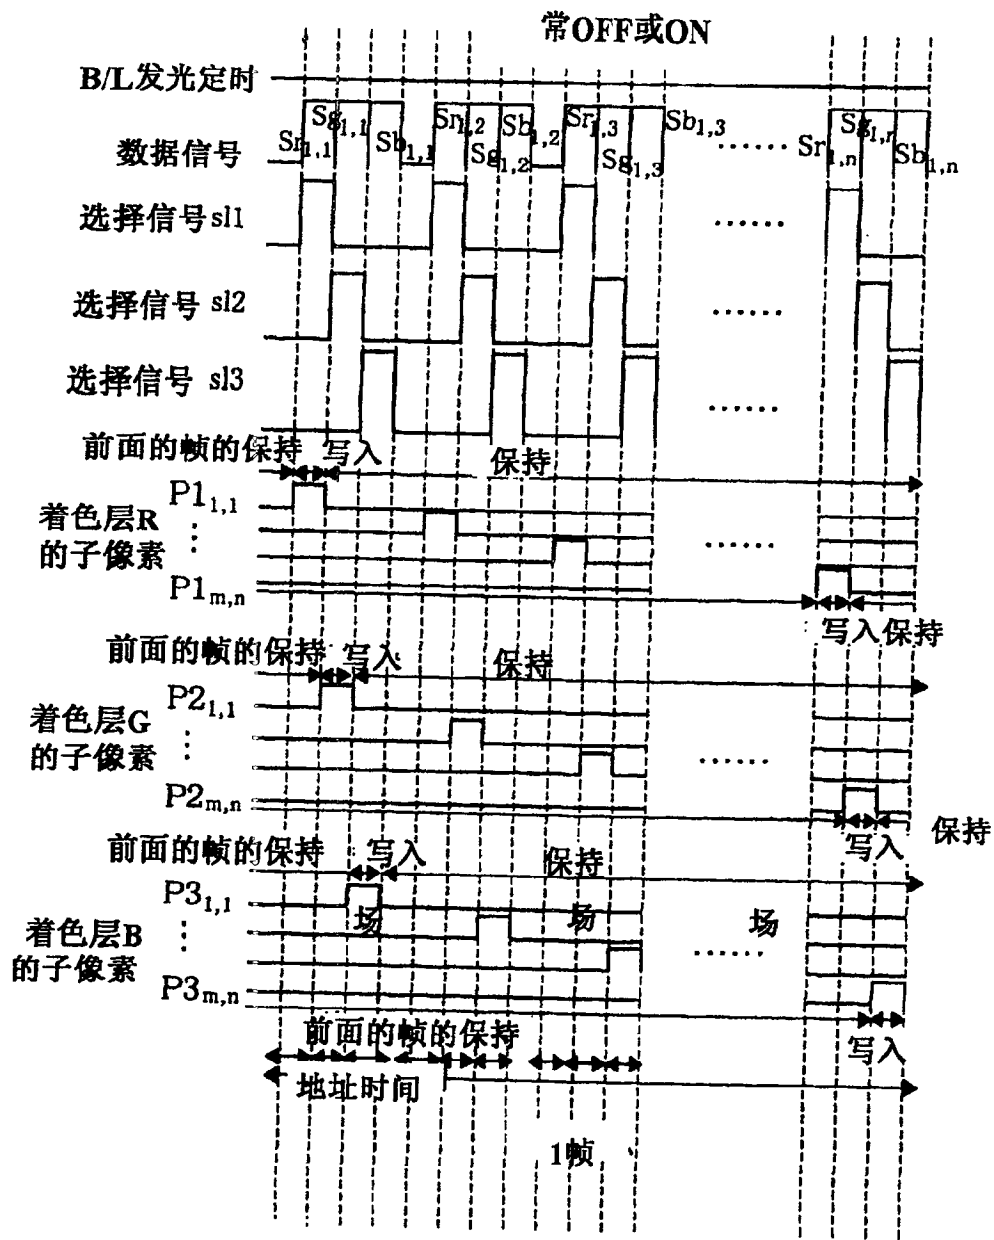 常OFF或ON
B/L发光定时
数据信号
Sr1,1 Sg1,1 Sb1,1 Sr1,2 Sg1,2 Sb1,2 Sr1,3 Sg1,3 Sb1,3 ...... Sr1,n Sg1,n Sb1,n
选择信号sl1 ......
选择信号 sl2 ......
选择信号 sl3 ......
前面的帧的保持 写入 保持
P11,1
着色层R
的子像素 ......
P1m,n
写入保持
前面的帧的保持 写入 保持
P21,1
着色层G
的子像素 ......
P2m,n
写入 保持
前面的帧的保持 写入 保持
P31,1
场 场 场
着色层B
的子像素 ......
P3m,n
写入
前面的帧的保持
地址时间
1帧